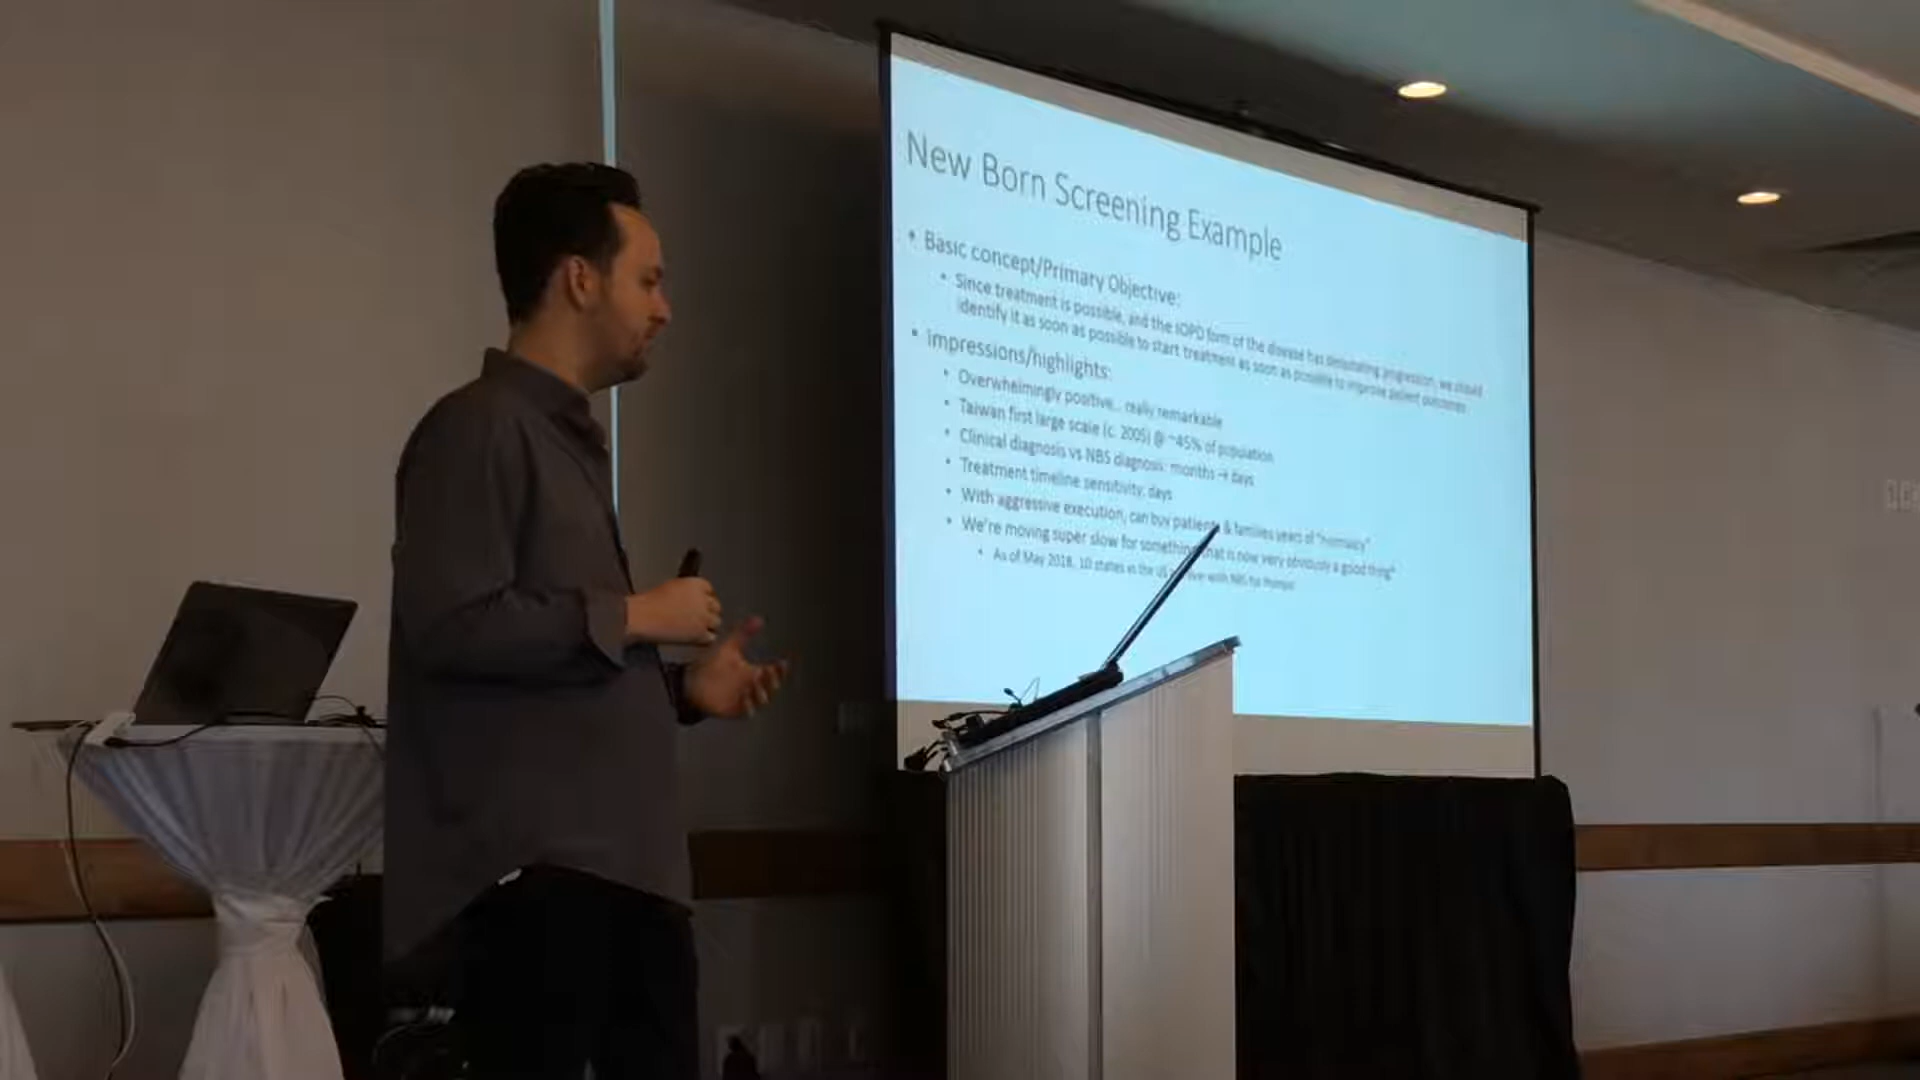 New Born Screening Example
• Basic concept/Primary Objective:
• Since treatment is possible, and the IOPD form of the disease has devastating progression, we should
identify it as soon as possible to start treatment as soon as possible to improve patient outcomes
• Impressions/highlights:
• Overwhelmingly positive... really remarkable
• Taiwan first large scale (c. 2005) @ ~45% of population
• Clinical diagnosis vs NBS diagnosis: months → days
• Treatment timeline sensitivity: days
• With aggressive execution, can buy patients & families years of "normalcy"
• We're moving super slow for something that is now very obviously a good thing*
• As of May 2018, 10 states in the US live with NBS for Pompe